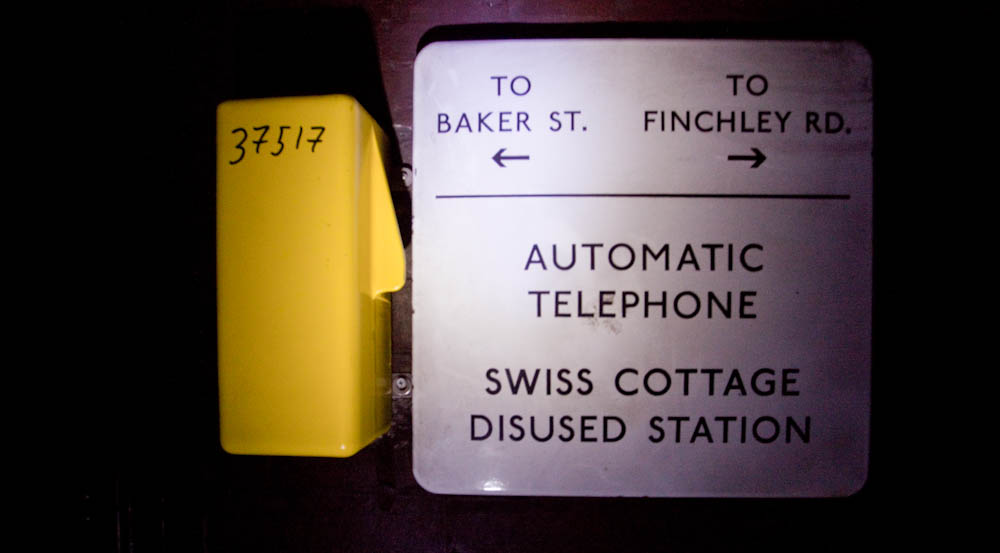 37517
TO
BAKER ST.
←
TO
FINCHLEY RD.
→
AUTOMATIC
TELEPHONE
SWISS COTTAGE
DISUSED STATION